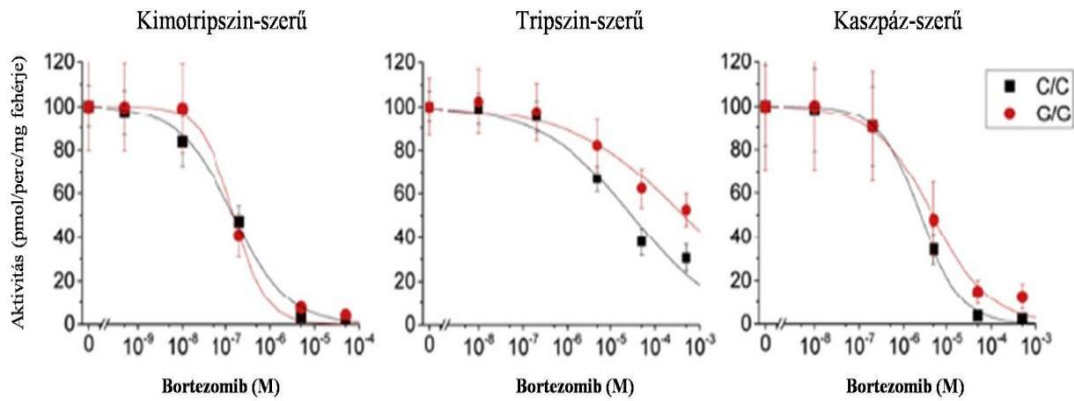 Kimotripszin-szerű
Tripszin-szerű
Kaszpáz-szerű
Aktivitás (pmol/perc/mg fehérje)
120
100
80
60
40
20
0
0 10⁻⁹ 10⁻⁸ 10⁻⁷ 10⁻⁶ 10⁻⁵ 10⁻⁴
Bortezomib (M)
120
100
80
60
40
20
0
0 10⁻⁸ 10⁻⁷ 10⁻⁶ 10⁻⁵ 10⁻⁴ 10⁻³
Bortezomib (M)
120
100
80
60
40
20
0
0 10⁻⁸ 10⁻⁷ 10⁻⁶ 10⁻⁵ 10⁻⁴ 10⁻³
Bortezomib (M)
C/C
G/G